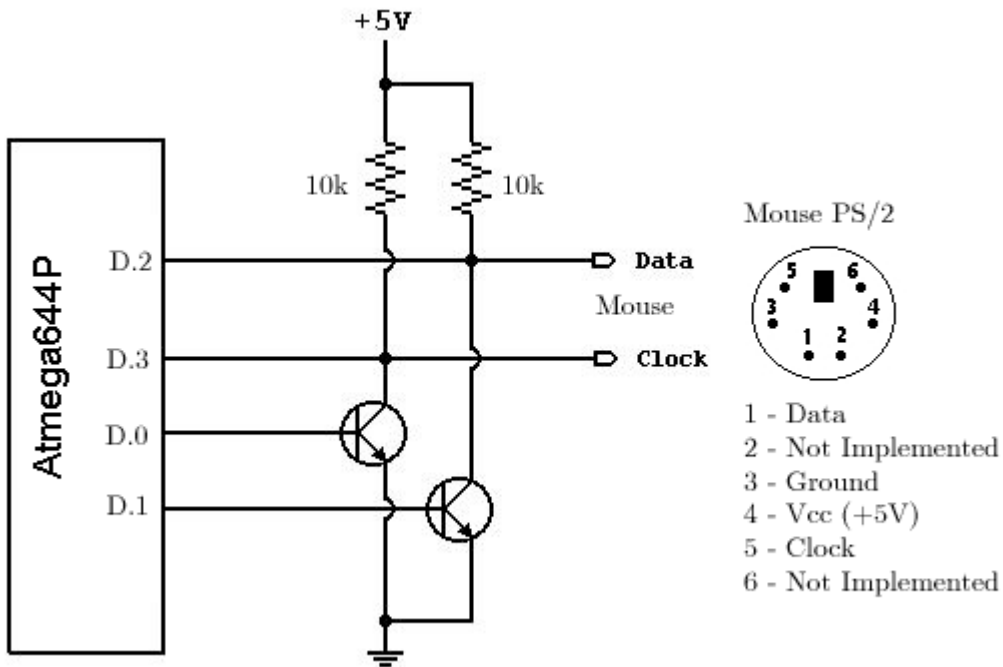 +5V
10k
10k
Atmega644P
D.2
D.3
D.0
D.1
Data
Mouse
Clock
Mouse PS/2
5
6
3
4
1
2
1 - Data
2 - Not Implemented
3 - Ground
4 - Vcc (+5V)
5 - Clock
6 - Not Implemented